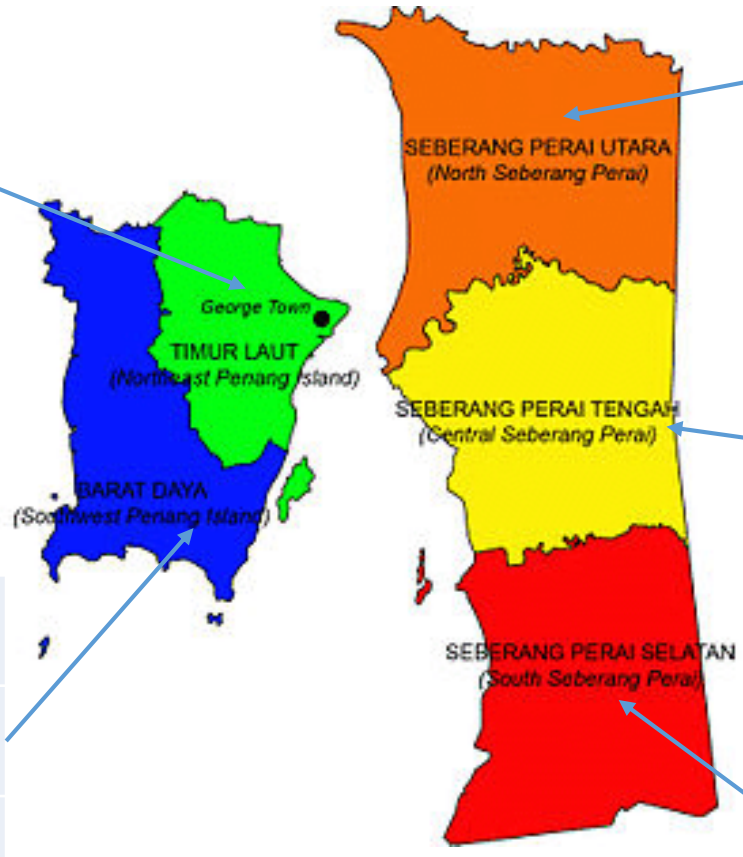 SEBERANG PERAI UTARA
(North Seberang Perai)
George Town
TIMUR LAUT
(Northeast Penang Island)
SEBERANG PERAI TENGAH
(Central Seberang Perai)
BARAT DAYA
(Southwest Penang Island)
SEBERANG PERAI SELATAN
(South Seberang Perai)